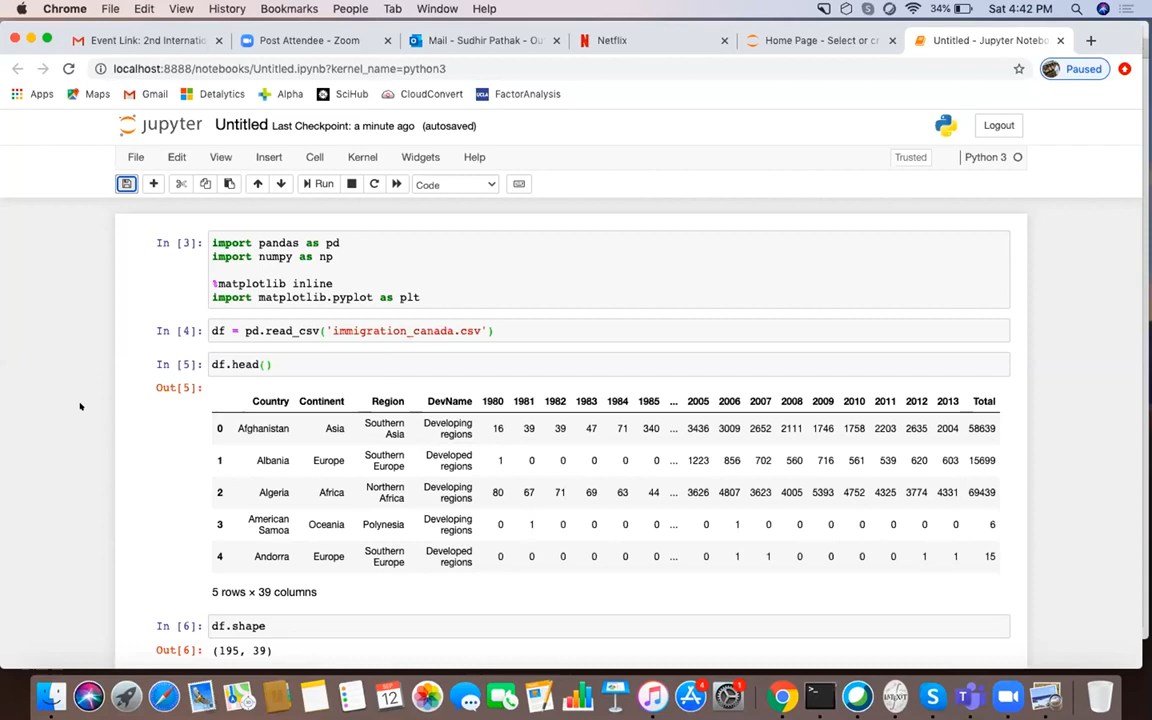 Chrome File Edit View History Bookmarks People Tab Window Help 34% Sat 4:42 PM
Event Link: 2nd Internatio Post Attendee - Zoom Mail - Sudhir Pathak - Ou Netflix Home Page - Select or cr Untitled - Jupyter Notebo
localhost:8888/notebooks/Untitled.ipynb?kernel_name=python3 Paused
Apps Maps Gmail Detalytics Alpha SciHub CloudConvert UCLA FactorAnalysis
jupyter Untitled Last Checkpoint: a minute ago (autosaved) Logout
File Edit View Insert Cell Kernel Widgets Help Trusted Python 3
Run Code
In [3]: import pandas as pd
import numpy as np
%matplotlib inline
import matplotlib.pyplot as plt
In [4]: df = pd.read_csv('immigration_canada.csv')
In [5]: df.head()
Out[5]:
Country Continent Region DevName 1980 1981 1982 1983 1984 1985 ... 2005 2006 2007 2008 2009 2010 2011 2012 2013 Total
0 Afghanistan Asia Southern Asia Developing regions 16 39 39 47 71 340 ... 3436 3009 2652 2111 1746 1758 2203 2635 2004 58639
1 Albania Europe Southern Europe Developed regions 1 0 0 0 0 0 ... 1223 856 702 560 716 561 539 620 603 15699
2 Algeria Africa Northern Africa Developing regions 80 67 71 69 63 44 ... 3626 4807 3623 4005 5393 4752 4325 3774 4331 69439
3 American Samoa Oceania Polynesia Developing regions 0 1 0 0 0 0 ... 0 1 0 0 0 0 0 0 0 6
4 Andorra Europe Southern Europe Developed regions 0 0 0 0 0 0 ... 0 1 1 0 0 0 0 1 1 15
5 rows × 39 columns
In [6]: df.shape
Out[6]: (195, 39)
SEP 12 4 1